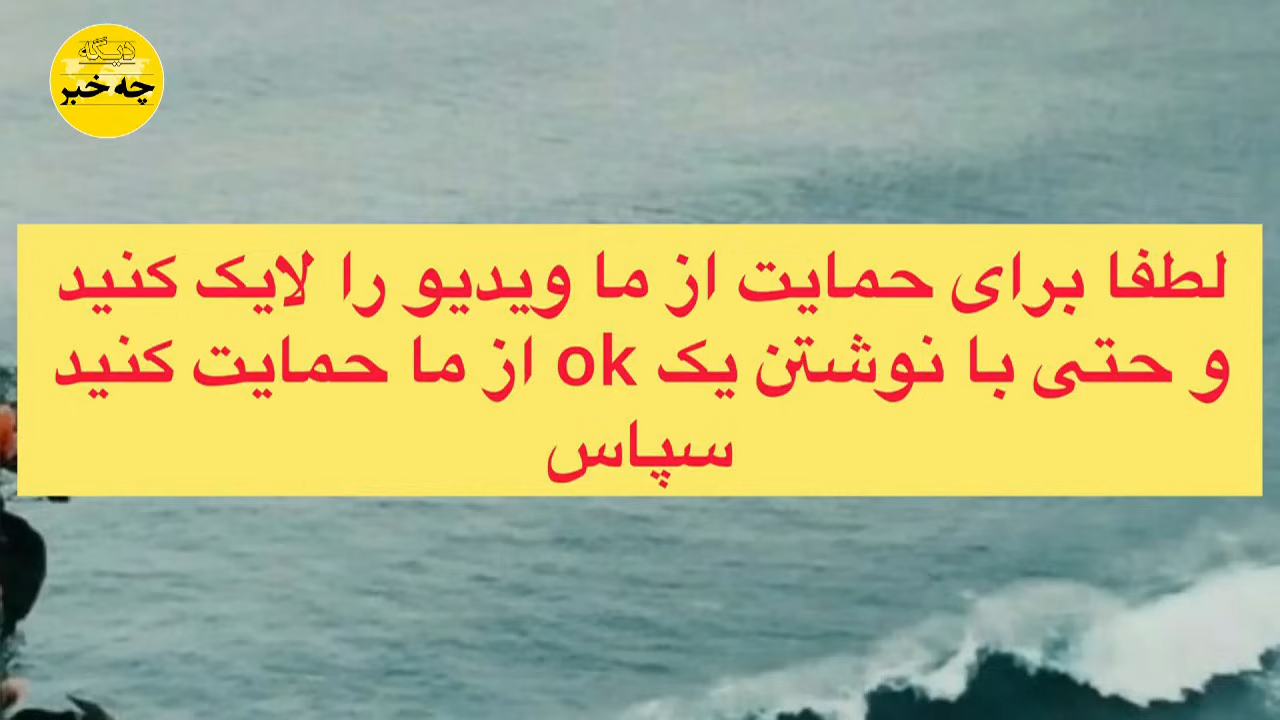 دیگه
چه خبر
لطفا برای حمایت از ما ویدیو را لایک کنید
و حتی با نوشتن یک ok از ما حمایت کنید
سپاس